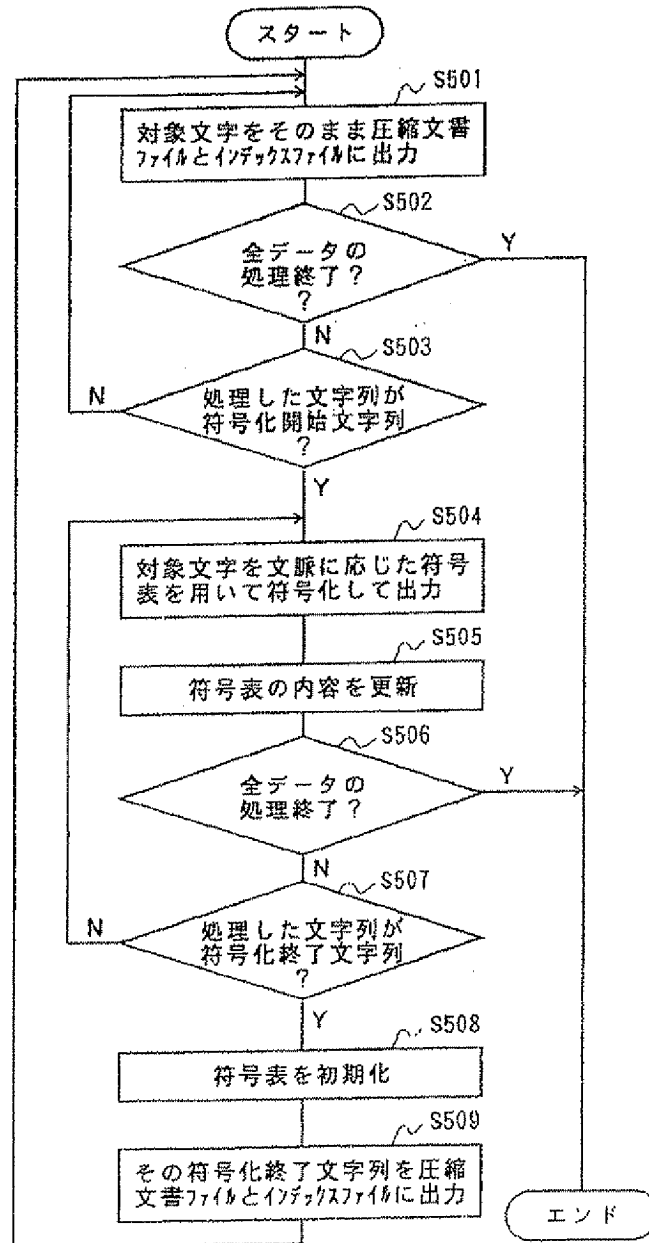 スタート
S501
対象文字をそのまま圧縮文書
ファイルとインデックスファイルに出力
S502
全データの
処理終了?
?
Y
N
S503
処理した文字列が
符号化開始文字列
?
N
Y
S504
対象文字を文脈に応じた符号
表を用いて符号化して出力
S505
符号表の内容を更新
S506
全データの
処理終了?
Y
N
S507
処理した文字列が
符号化終了文字列
?
N
Y
S508
符号表を初期化
S509
その符号化終了文字列を圧縮
文書ファイルとインデックスファイルに出力
エンド